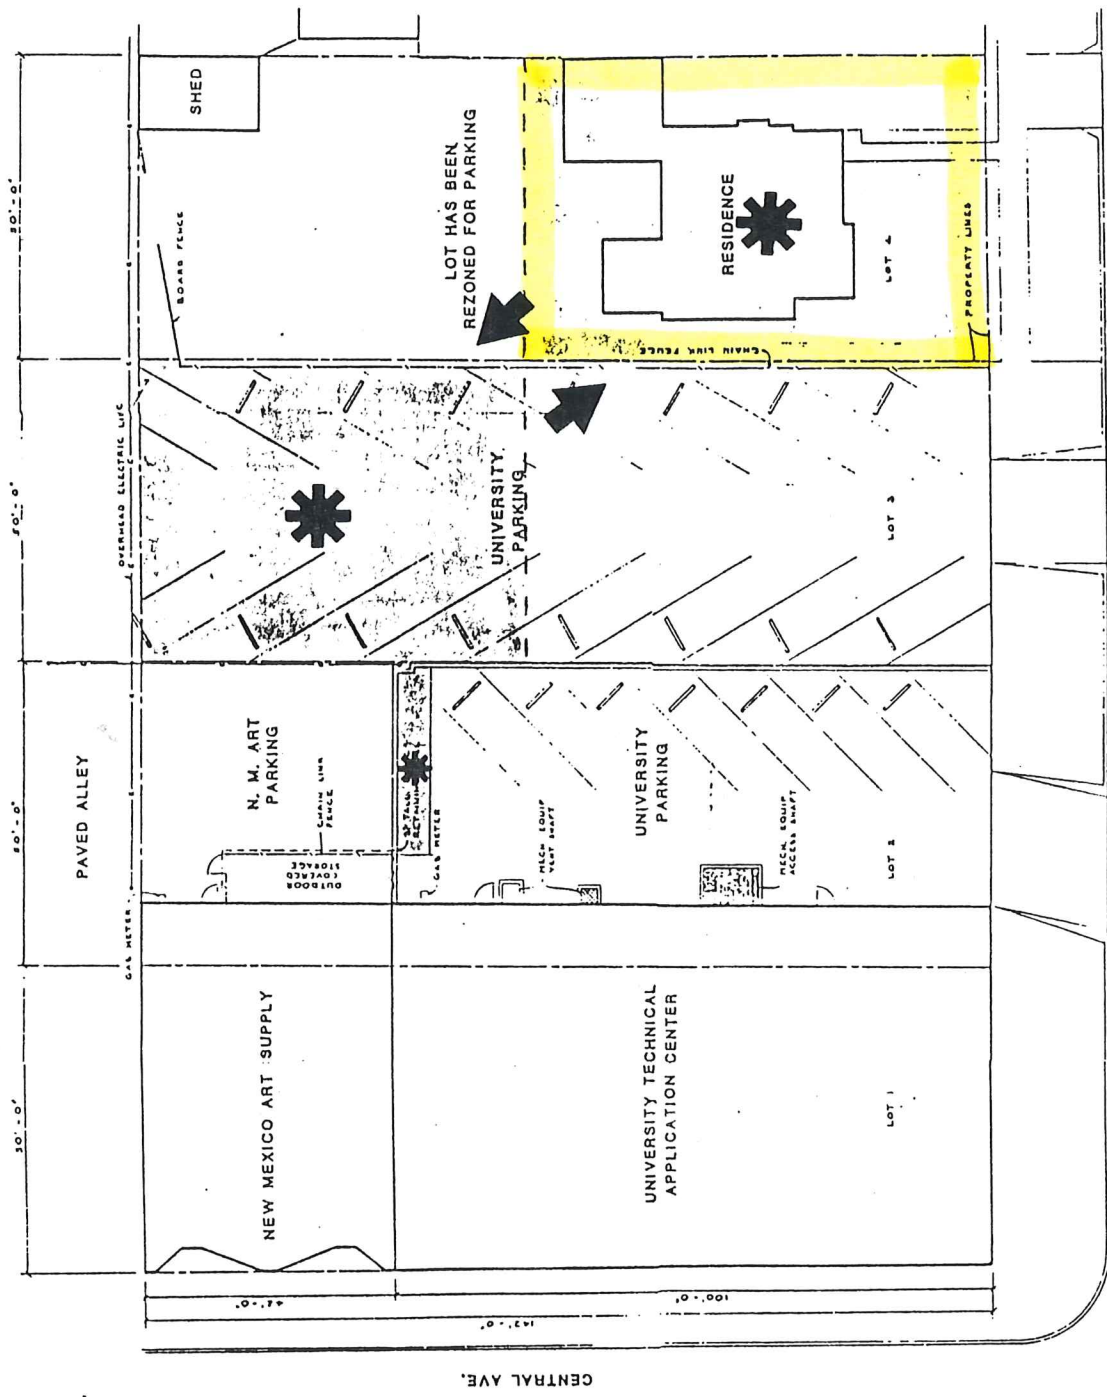 50'-0"
50'-0"
50'-0"
50'-0"
SHED
BOARD FENCE
LOT HAS BEEN
REZONED FOR PARKING
RESIDENCE
LOT 4
PROPERTY LINES
CHAIN LINK FENCE
OVERHEAD ELECTRIC LINE
UNIVERSITY
PARKING
LOT 3
PAVED ALLEY
N. M. ART
PARKING
CHAIN LINK
FENCE
OUTDOOR
COVERED
STORAGE
GAS METER
GAS METER
MECH EQUIP
VENT SHAFT
UNIVERSITY
PARKING
MECH. EQUIP
ACCESS SHAFT
LOT 2
NEW MEXICO ART SUPPLY
UNIVERSITY TECHNICAL
APPLICATION CENTER
LOT 1
42'-0"
100'-0"
142'-0"
CENTRAL AVE.